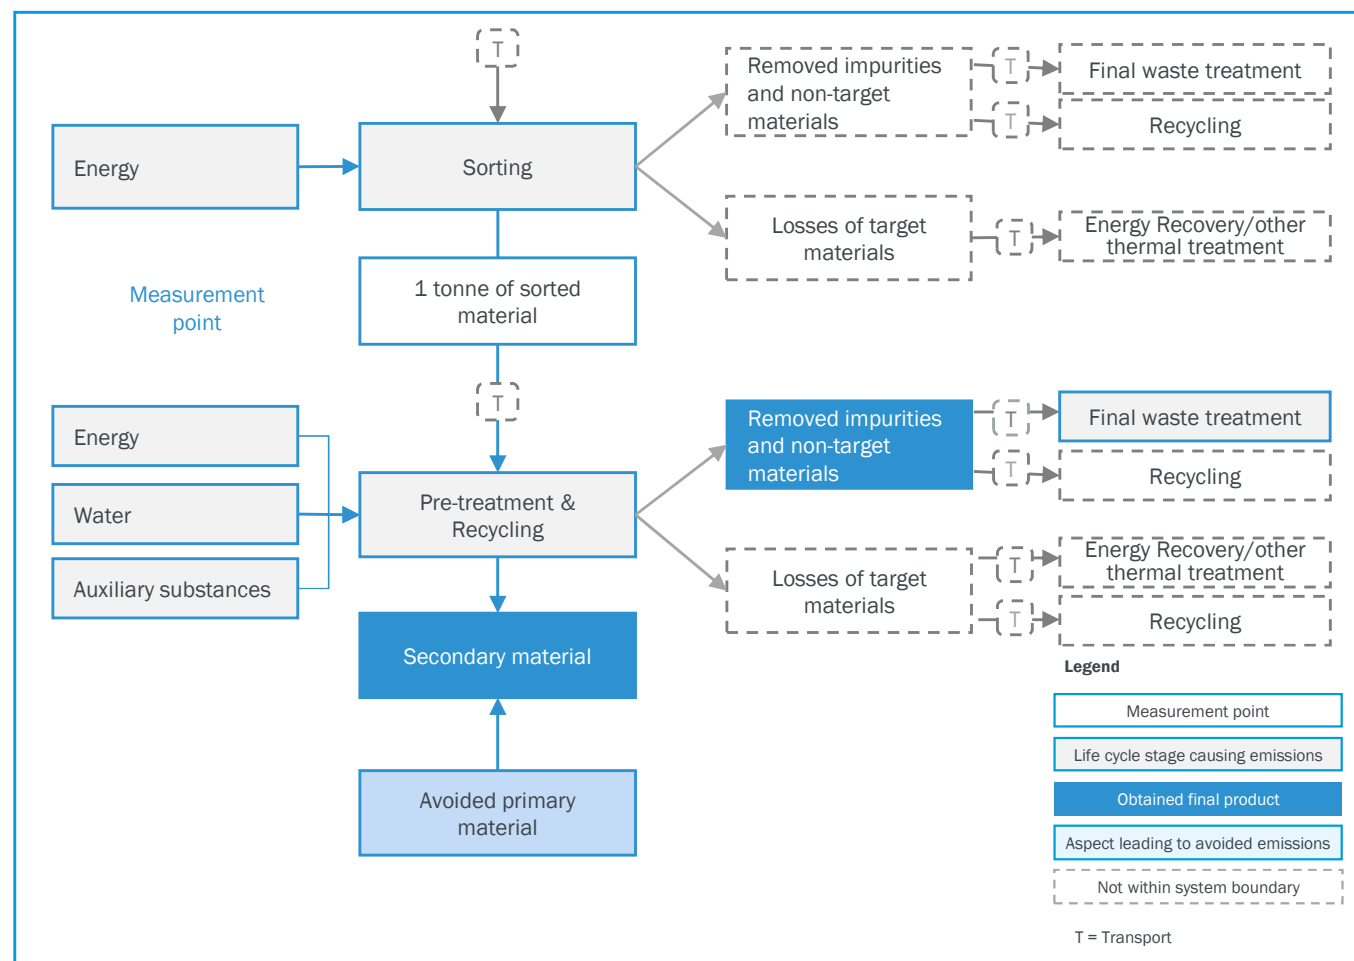 T
Removed impurities
and non-target
materials
T
Final waste treatment
T
Recycling
Energy
Sorting
Losses of target
materials
T
Energy Recovery/other
thermal treatment
Measurement
point
1 tonne of sorted
material
T
Removed impurities
and non-target
materials
T
Final waste treatment
T
Recycling
Energy
Water
Auxiliary substances
Pre-treatment &
Recycling
Losses of target
materials
T
Energy Recovery/other
thermal treatment
T
Recycling
Secondary material
Avoided primary
material
Legend
Measurement point
Life cycle stage causing emissions
Obtained final product
Aspect leading to avoided emissions
Not within system boundary
T = Transport